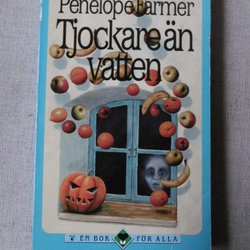 Penelope Farmer
Tjockare än
vatten
EN BOK FÖR ALLA